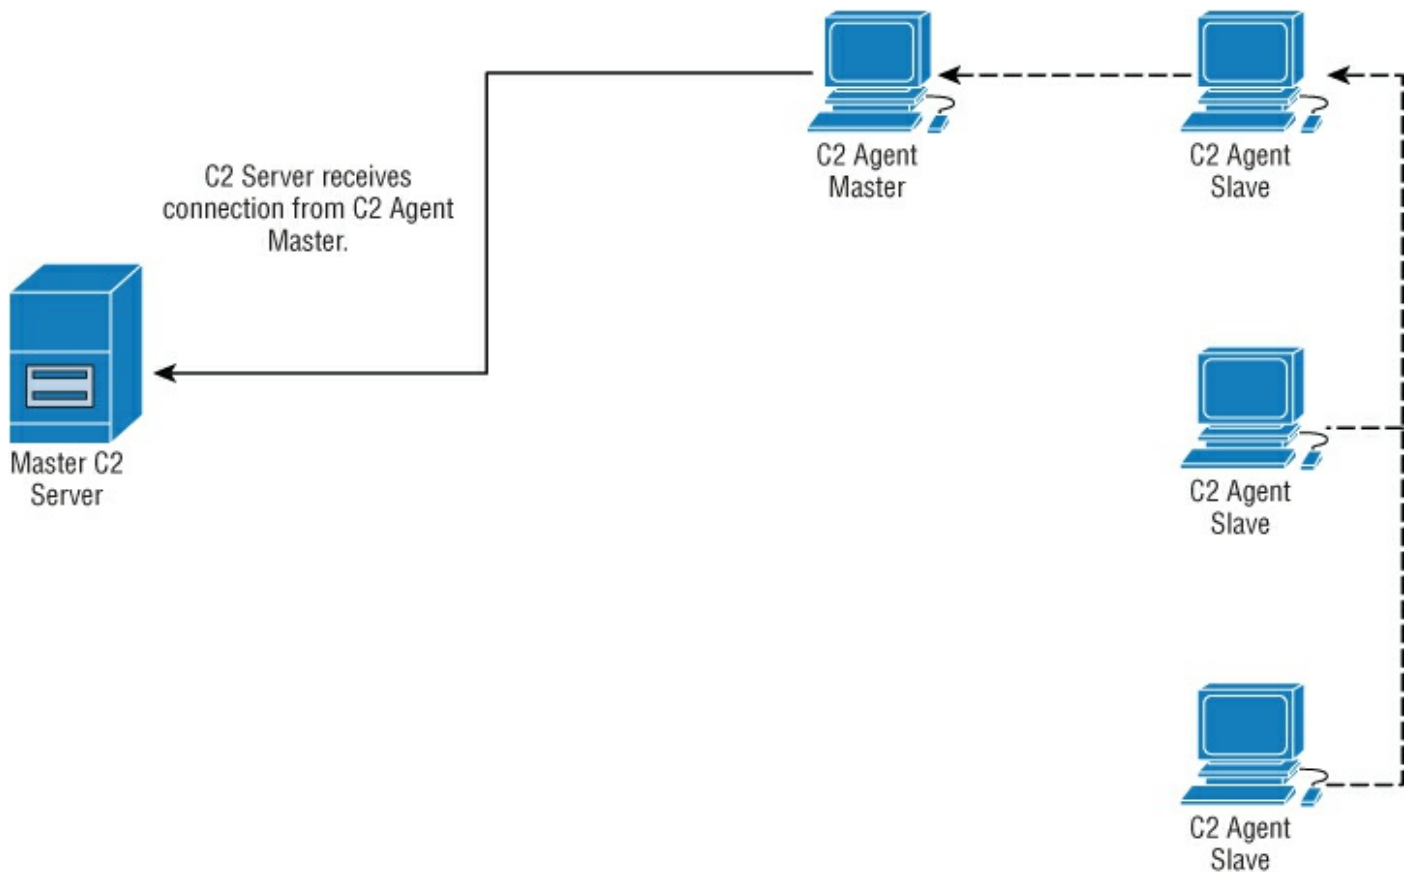 C2 Agent
Master
C2 Agent
Slave
C2 Server receives
connection from C2 Agent
Master.
Master C2
Server
C2 Agent
Slave
C2 Agent
Slave